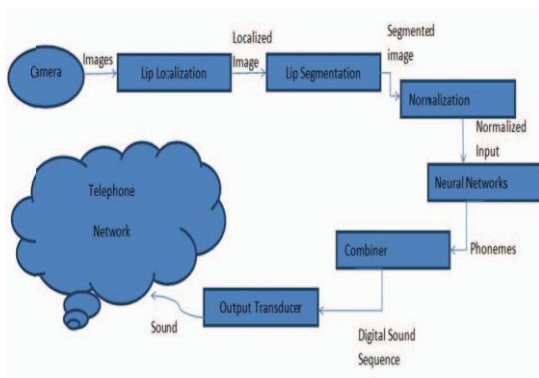 Camera
Images
Lip Localization
Localized
Image
Lip Segmentation
Segmented
image
Normalization
Normalized
Input
Neural Networks
Phonemes
Combiner
Digital Sound
Sequence
Output Transducer
Sound
Telephone
Network